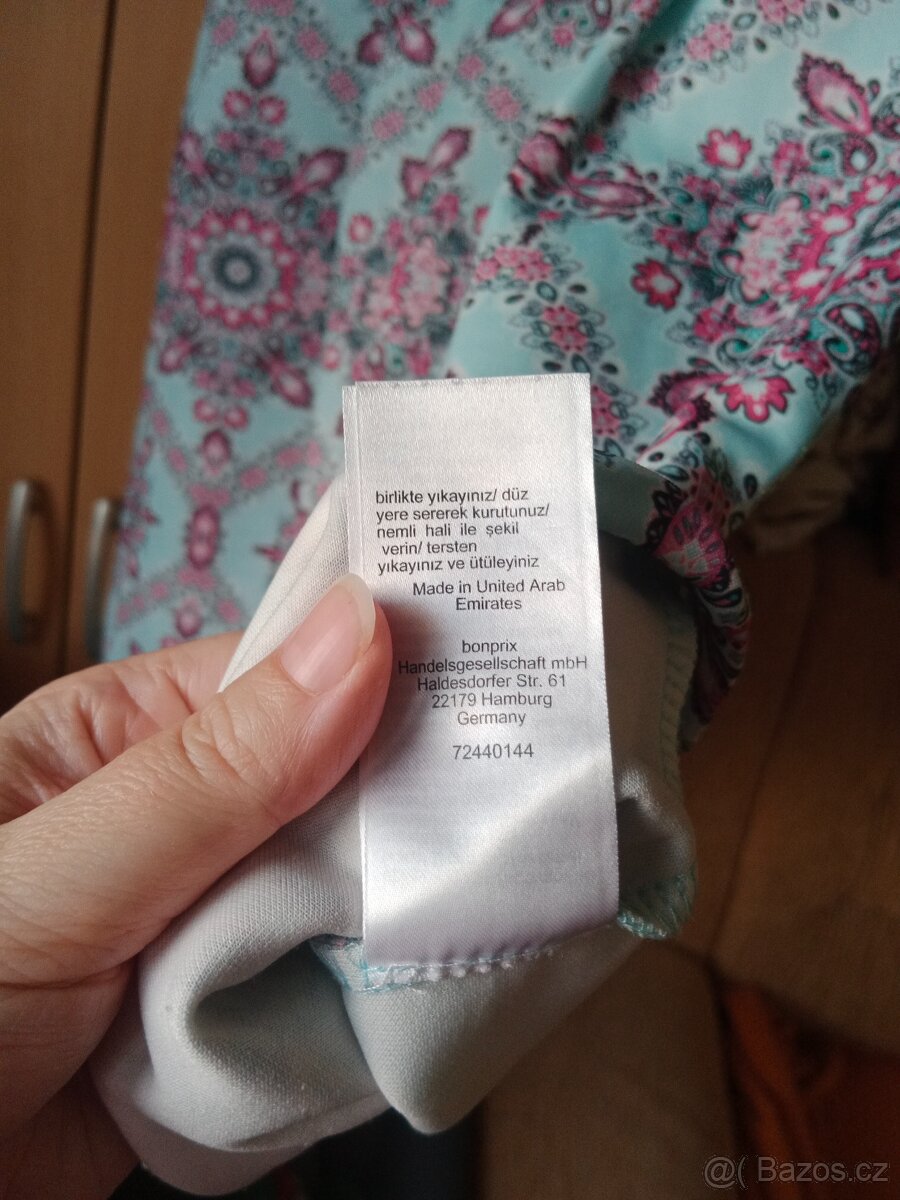 birlikte yıkayınız/ düz
yere sererek kurutunuz/
nemli hali ile şekil
verin/ tersten
yıkayınız ve ütüleyiniz
Made in United Arab
Emirates
bonprix
Handelsgesellschaft mbH
Haldesdorfer Str. 61
22179 Hamburg
Germany
72440144
@( Bazos.cz